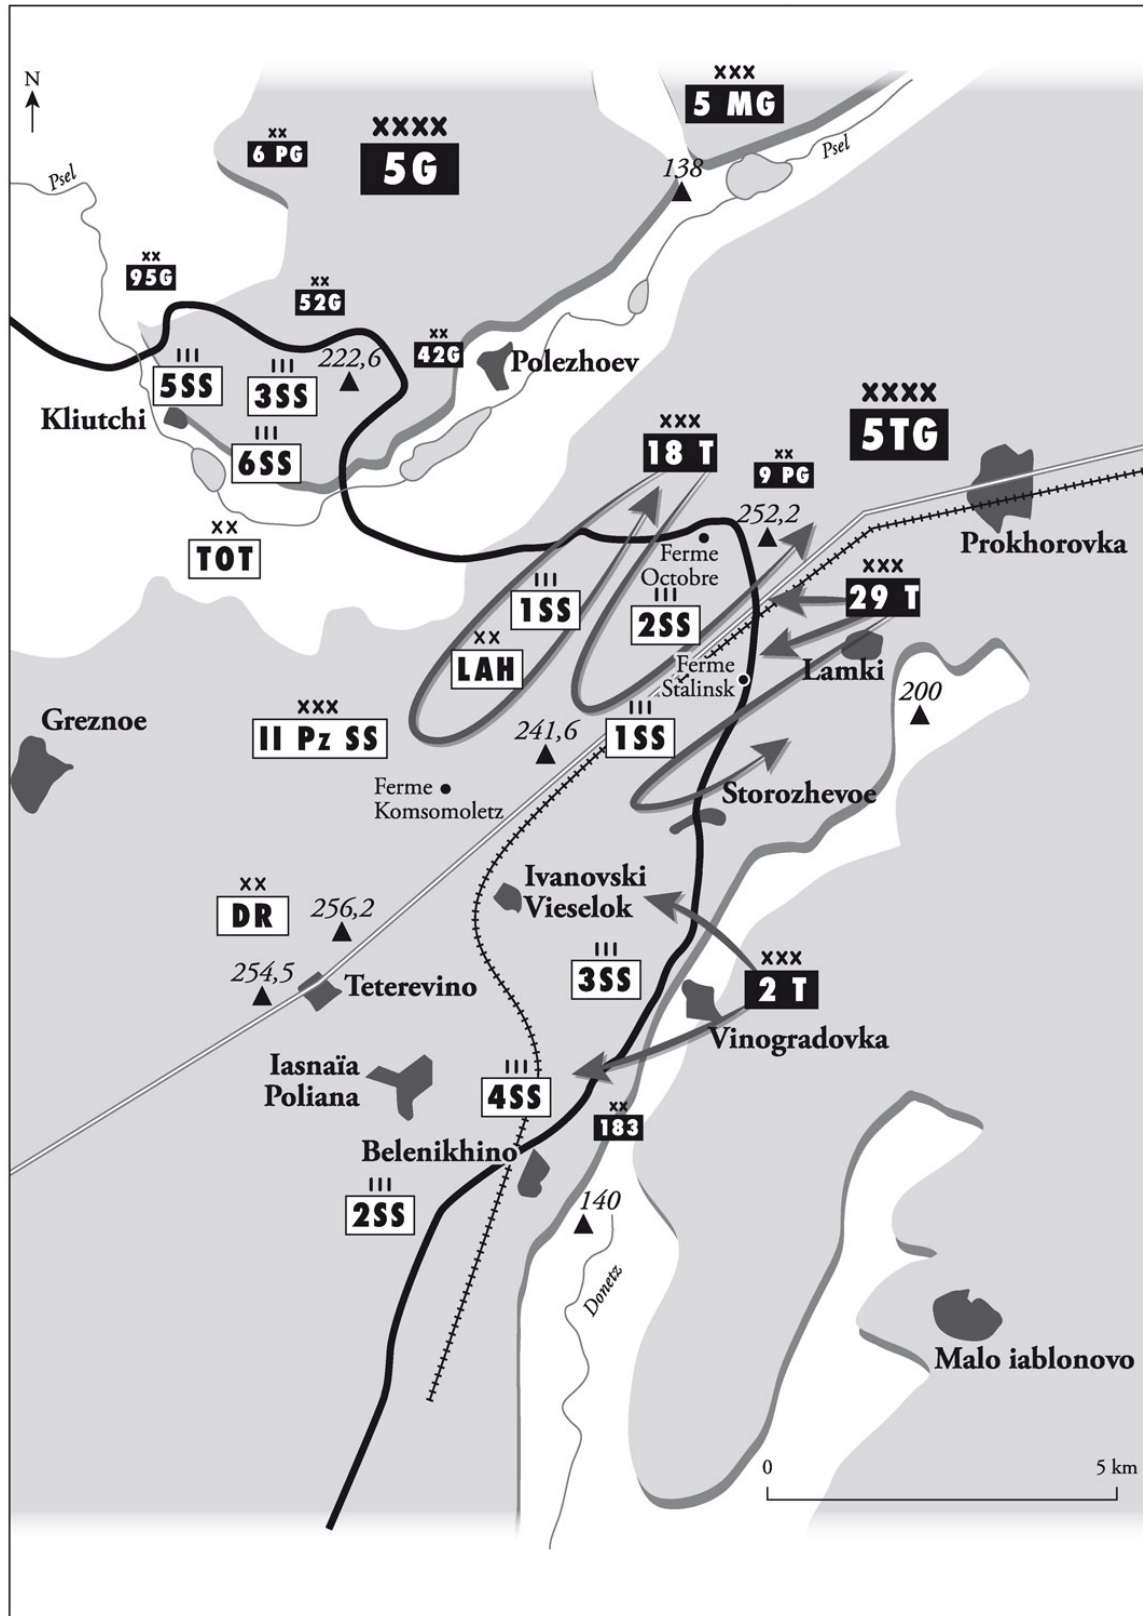 N
XXX
5 MG
XX
6 PG
XXXX
5G
Psel
138
Psel
XX
95G
XX
52G
XX
42G
Polezhoev
III
5SS
III
3SS
222,6
Kliutchi
III
6SS
XX
TOT
XXX
18 T
XX
9 PG
XXXX
5TG
252,2
Prokhorovka
Ferme
Octobre
XXX
29 T
III
1SS
III
2SS
XX
LAH
Ferme
Stalinsk
Lamki
200
Greznoe
XXX
II Pz SS
241,6
III
1SS
Ferme
Komsomoletz
Storozhevoe
Ivanovski
Vieselok
XX
DR
256,2
254,5
Teterevino
III
3SS
XXX
2 T
Vinogradovka
Iasnaïa
Poliana
III
4SS
XX
183
Belenikhino
III
2SS
140
Donetz
Malo iablonovo
0
5 km